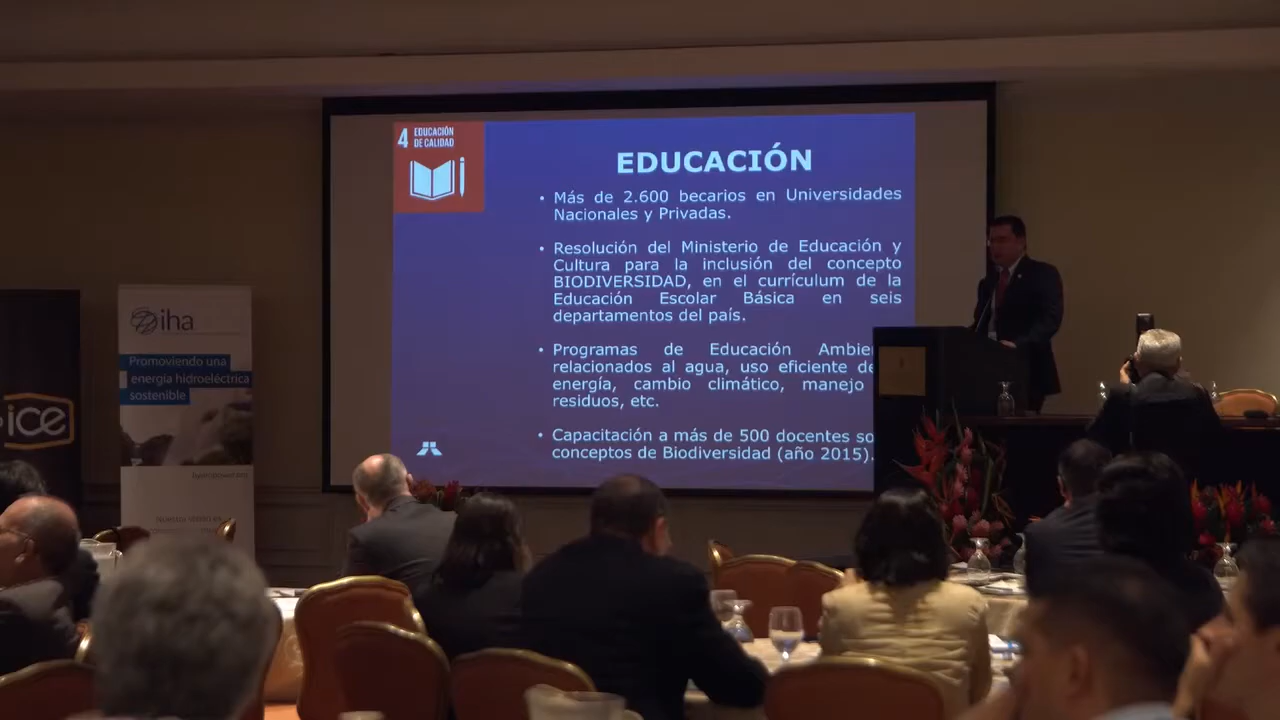 4 EDUCACIÓN
DE CALIDAD
EDUCACIÓN
• Más de 2.600 becarios en Universidades
Nacionales y Privadas.
• Resolución del Ministerio de Educación y
Cultura para la inclusión del concepto
BIODIVERSIDAD, en el currículum de la
Educación Escolar Básica en seis
departamentos del país.
• Programas de Educación Ambien
relacionados al agua, uso eficiente de
energía, cambio climático, manejo
residuos, etc.
• Capacitación a más de 500 docentes so
conceptos de Biodiversidad (año 2015).
iha
Promoviendo una
energía hidroeléctrica
sostenible
ice